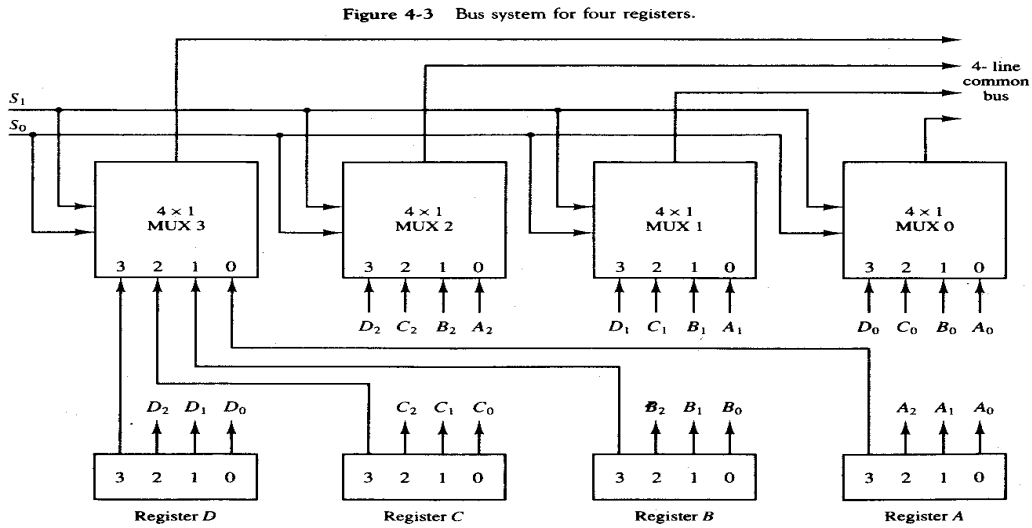 Figure 4-3 Bus system for four registers.
4- line
common
bus
S1
S0
4 × 1
MUX 3
3 2 1 0
4 × 1
MUX 2
3 2 1 0
4 × 1
MUX 1
3 2 1 0
4 × 1
MUX 0
3 2 1 0
D2 C2 B2 A2
D1 C1 B1 A1
D0 C0 B0 A0
D2 D1 D0
C2 C1 C0
B2 B1 B0
A2 A1 A0
3 2 1 0
3 2 1 0
3 2 1 0
3 2 1 0
Register D
Register C
Register B
Register A